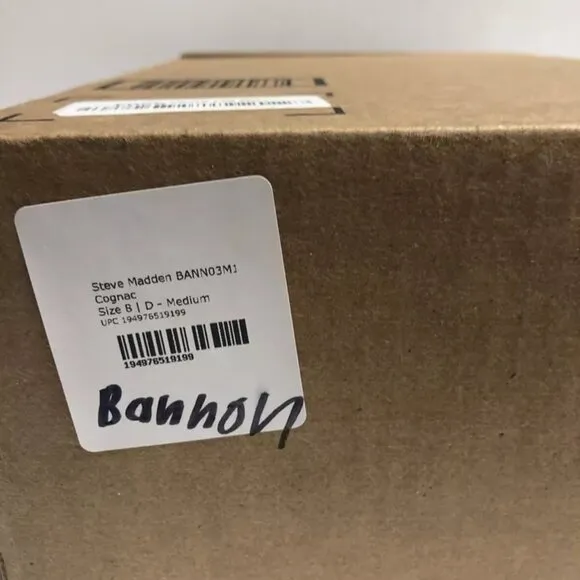 Steve Madden BANN03M1
Cognac
Size 8 | D - Medium
UPC 194976519199
194976519199
Bannon